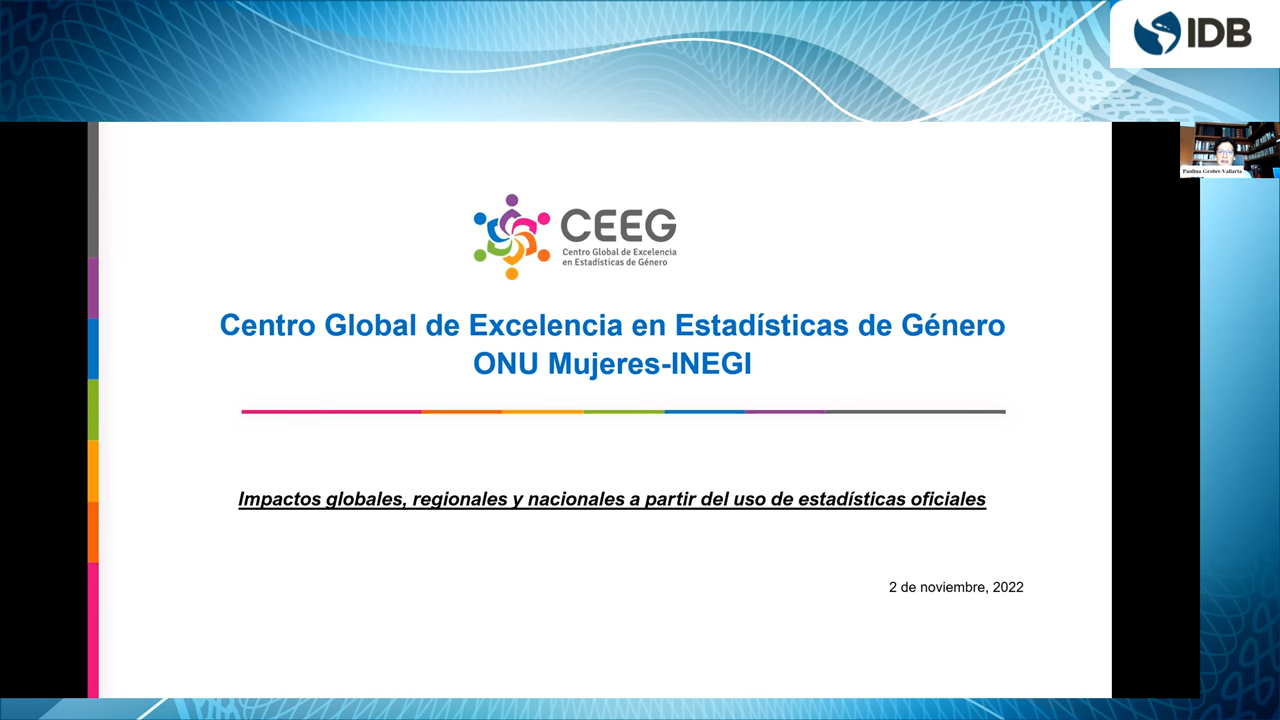 IDB
Paulina Grobet-Vallarta
CEEG
Centro Global de Excelencia
en Estadísticas de Género
Centro Global de Excelencia en Estadísticas de Género
ONU Mujeres-INEGI
Impactos globales, regionales y nacionales a partir del uso de estadísticas oficiales
2 de noviembre, 2022